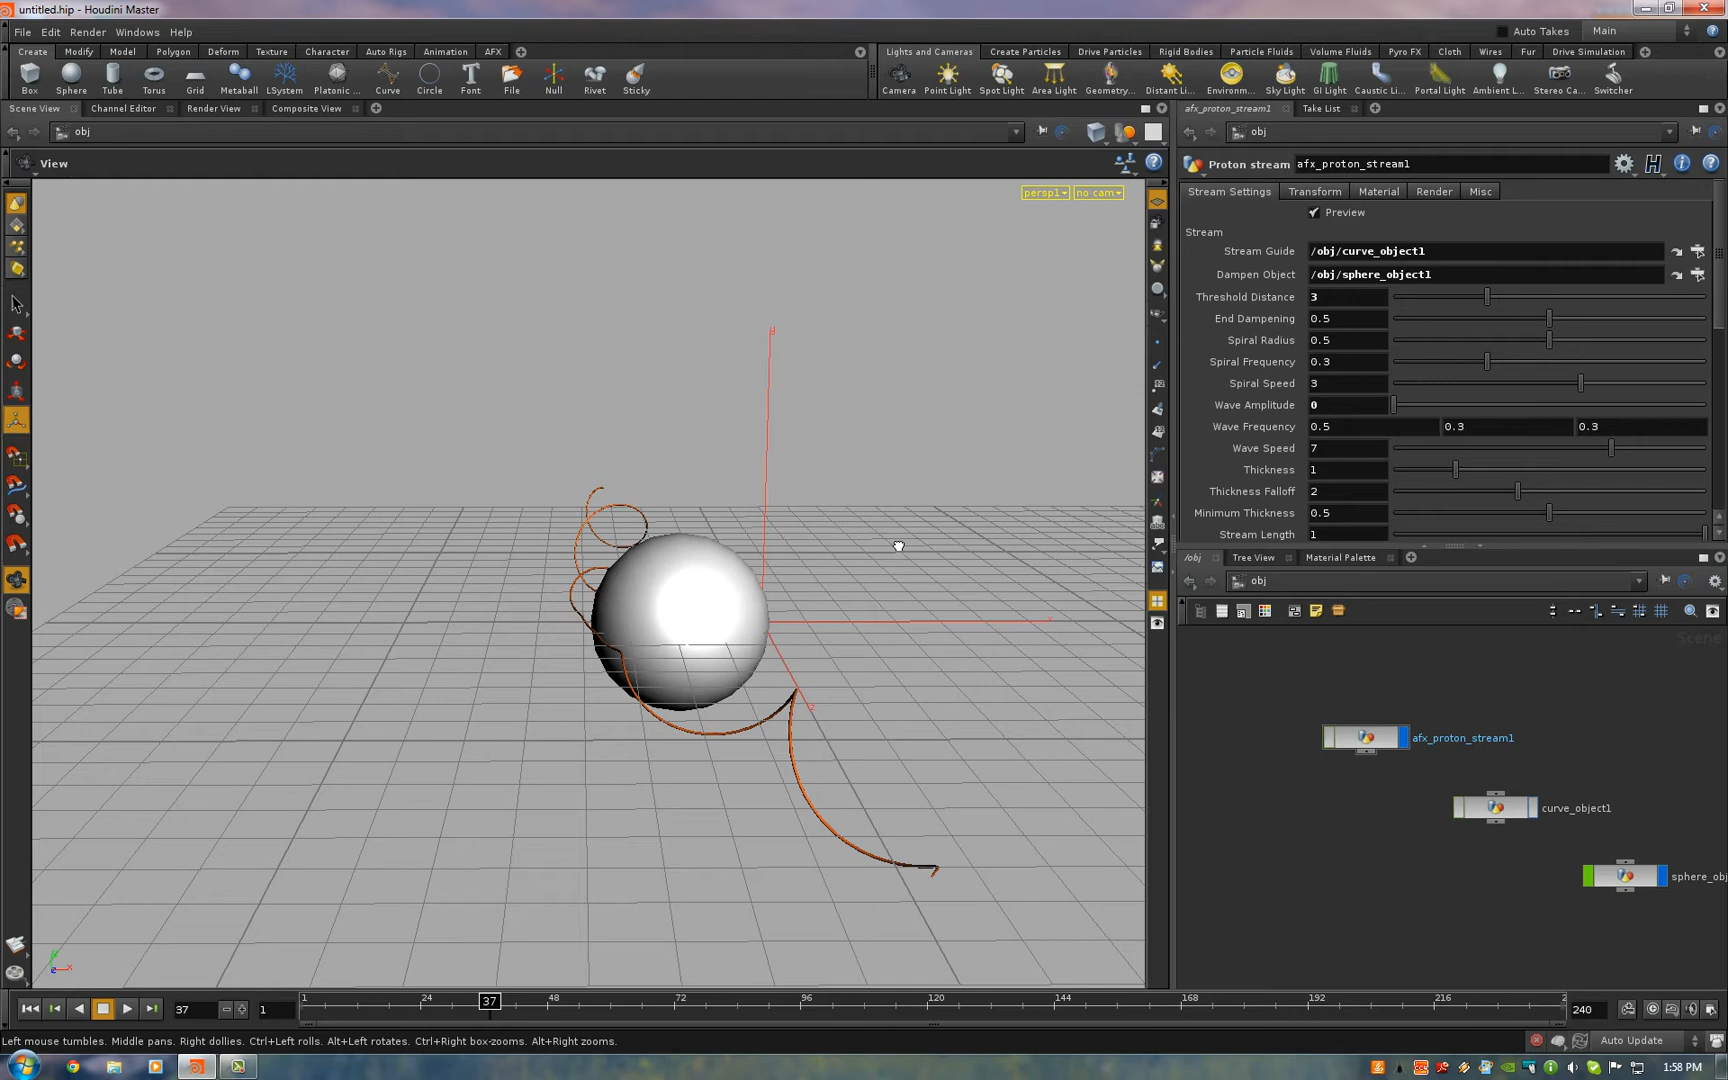 untitled.hip - Houdini Master
File Edit Render Windows Help
Auto Takes Main
Create Modify Model Polygon Deform Texture Character Auto Rigs Animation AFX
Lights and Cameras Create Particles Drive Particles Rigid Bodies Particle Fluids Volume Fluids Pyro FX Cloth Wires Fur Drive Simulation
Box Sphere Tube Torus Grid Metaball LSystem Platonic ... Curve Circle Font File Null Rivet Sticky
Camera Point Light Spot Light Area Light Geometry... Distant Li... Environm... Sky Light GI Light Caustic Li... Portal Light Ambient L... Stereo Ca... Switcher
Scene View Channel Editor Render View Composite View
afx_proton_stream1 Take List
obj
obj
View
Proton stream afx_proton_stream1
persp1 no cam
Stream Settings Transform Material Render Misc
Preview
Stream
Stream Guide /obj/curve_object1
Dampen Object /obj/sphere_object1
Threshold Distance 3
End Dampening 0.5
Spiral Radius 0.5
Spiral Frequency 0.3
Spiral Speed 3
Wave Amplitude 0
Wave Frequency 0.5 0.3 0.3
Wave Speed 7
Thickness 1
Thickness Falloff 2
Minimum Thickness 0.5
Stream Length 1
/obj Tree View Material Palette
obj
Scene
afx_proton_stream1
curve_object1
sphere_obj
y
x
z
x
37 1
1 24 37 48 72 96 120 144 168 192 216 2
240
Left mouse tumbles. Middle pans. Right dollies. Ctrl+Left rolls. Alt+Left rotates. Ctrl+Right box-zooms. Alt+Right zooms.
Auto Update
1:58 PM